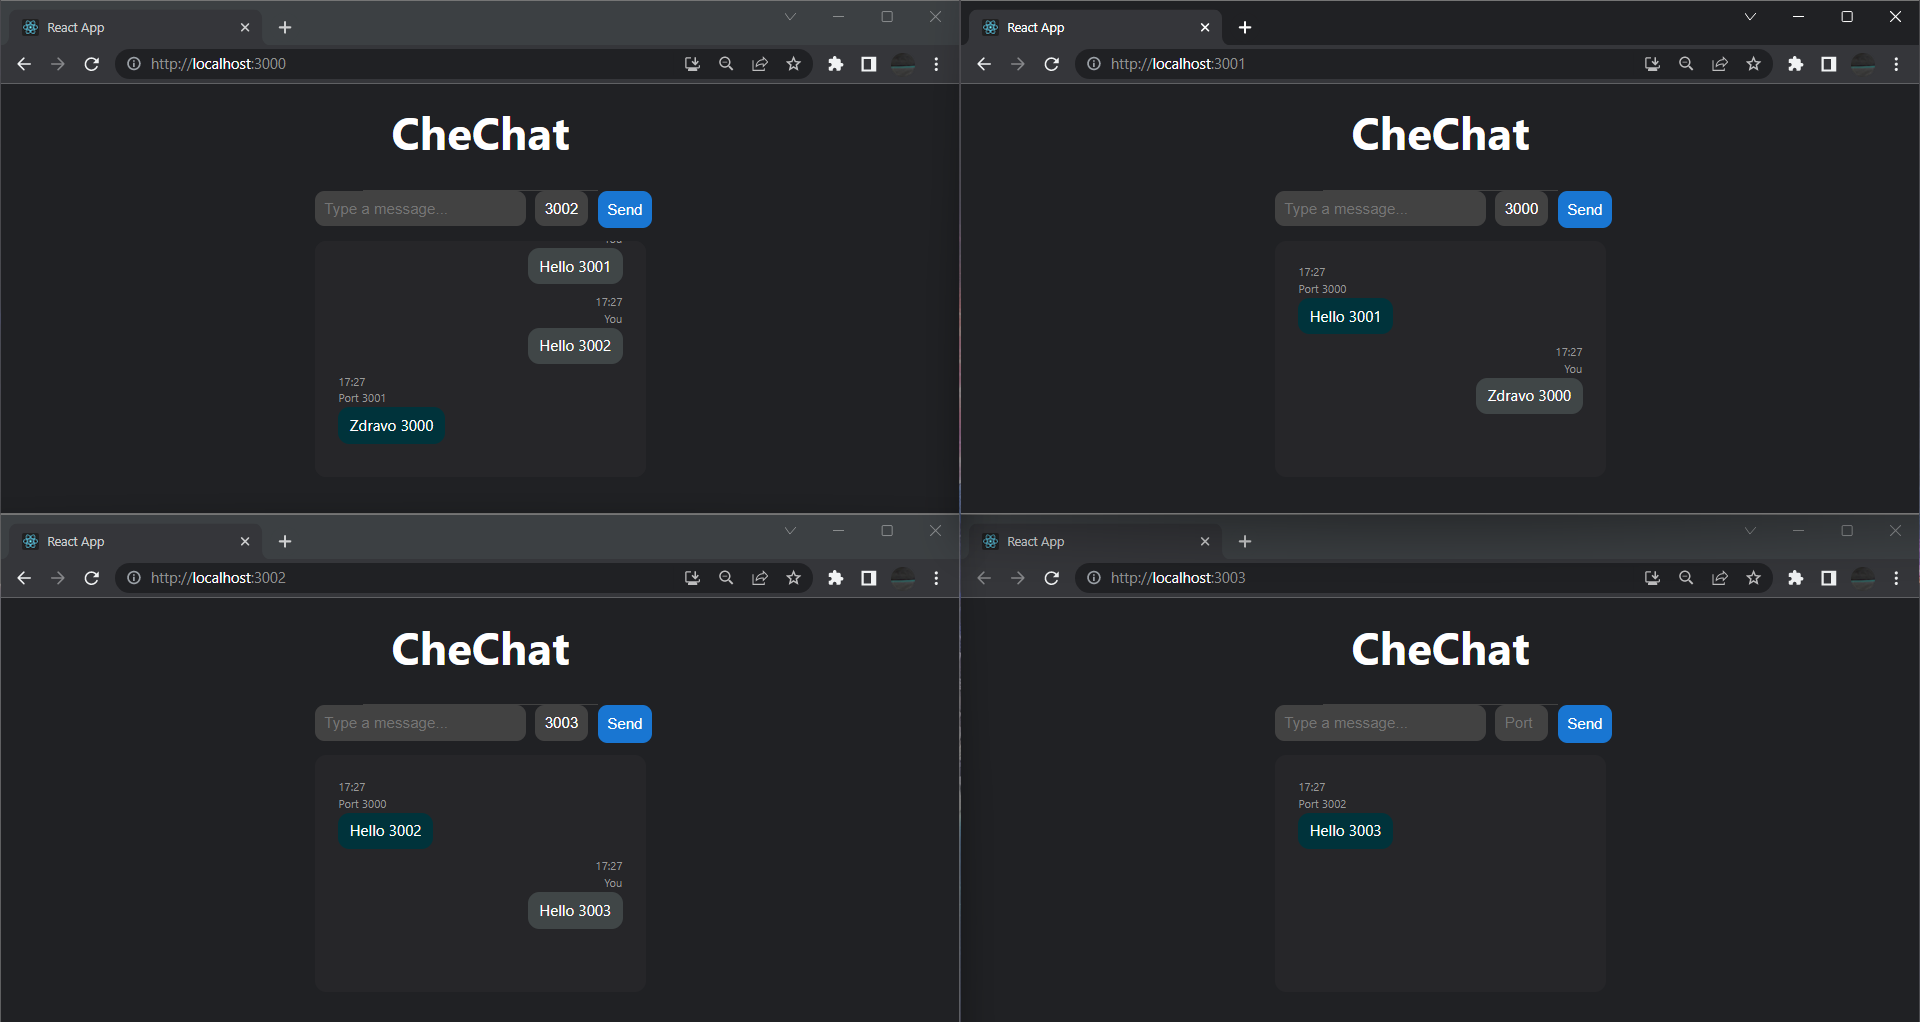 React App
http://localhost:3000
CheChat
Type a message...
3002
Send
You
Hello 3001
17:27
You
Hello 3002
17:27
Port 3001
Zdravo 3000
React App
http://localhost:3001
CheChat
Type a message...
3000
Send
17:27
Port 3000
Hello 3001
17:27
You
Zdravo 3000
React App
http://localhost:3002
CheChat
Type a message...
3003
Send
17:27
Port 3000
Hello 3002
17:27
You
Hello 3003
React App
http://localhost:3003
CheChat
Type a message...
Port
Send
17:27
Port 3002
Hello 3003